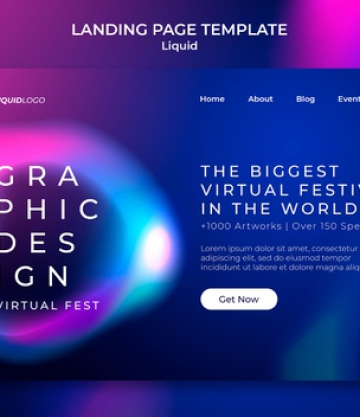 LANDING PAGE TEMPLATE
Liquid
IQUIDLOGO
Home About Blog Event
GRA
PHIC
DES
IGN
VIRTUAL FEST
THE BIGGEST
VIRTUAL FESTIV
IN THE WORLD
+1000 Artworks | Over 150 Spe
Lorem ipsum dolor sit amet, consectetur
adipiscing elit, sed do eiusmod tempor
incididunt ut labore et dolore magna aliq
Get Now